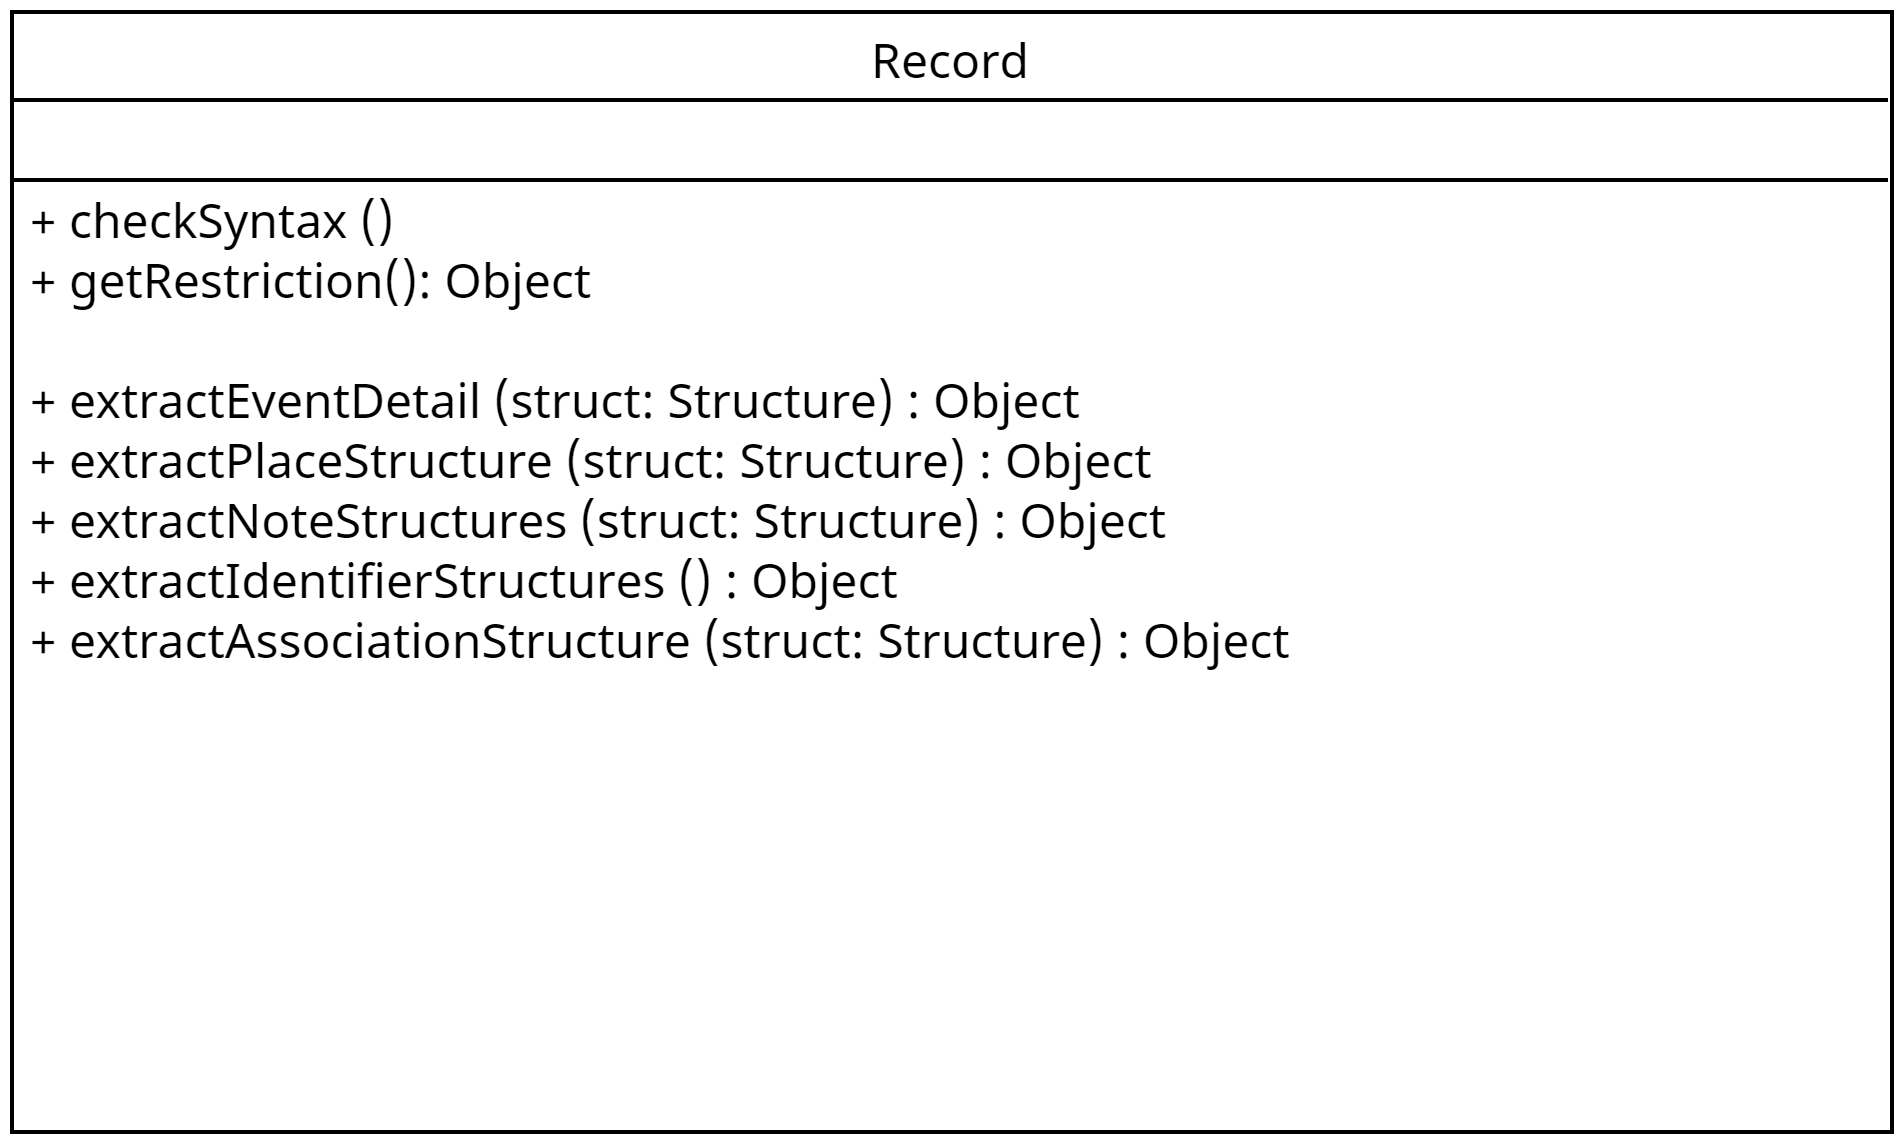 Record
+ checkSyntax ()
+ getRestriction(): Object
+ extractEventDetail (struct: Structure) : Object
+ extractPlaceStructure (struct: Structure) : Object
+ extractNoteStructures (struct: Structure) : Object
+ extractIdentifierStructures () : Object
+ extractAssociationStructure (struct: Structure) : Object